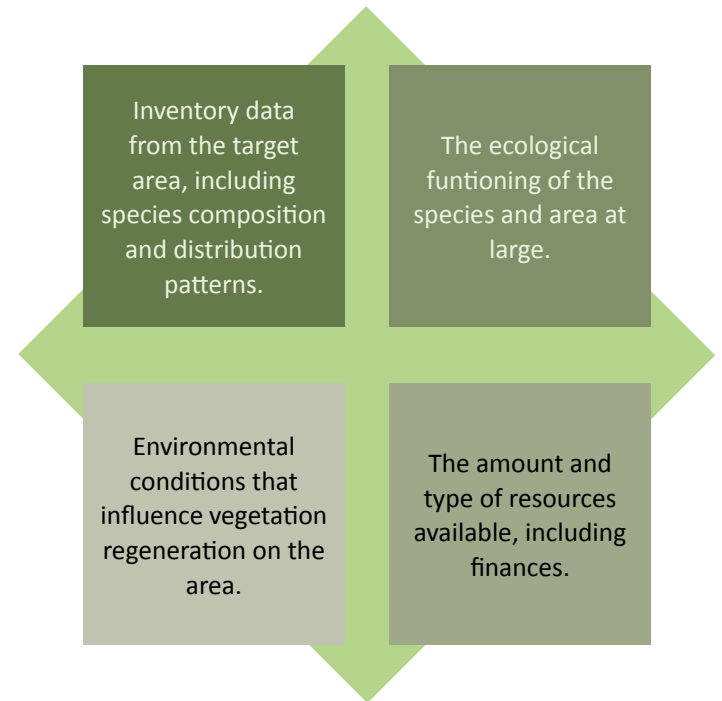 Inventory data
from the target
area, including
species composition
and distribution
patterns.
The ecological
funtioning of the
species and area at
large.
Environmental
conditions that
influence vegetation
regeneration on the
area.
The amount and
type of resources
available, including
finances.